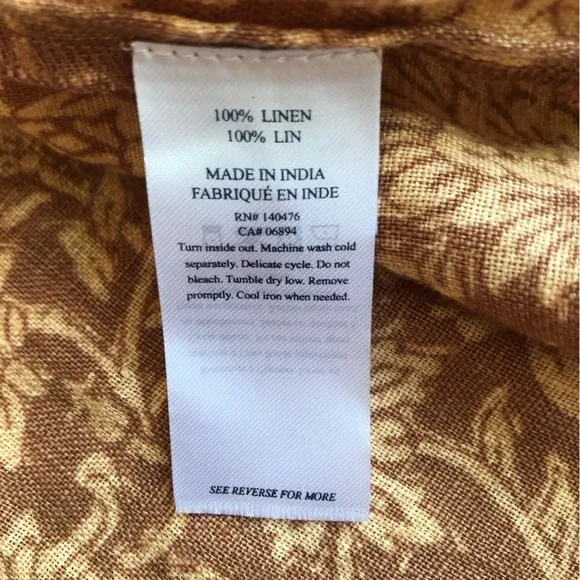 100% LINEN
100% LIN
MADE IN INDIA
FABRIQUÉ EN INDE
RN# 140476
CA# 06894
Turn inside out. Machine wash cold
separately. Delicate cycle. Do not
bleach. Tumble dry low. Remove
promptly. Cool iron when needed.
SEE REVERSE FOR MORE